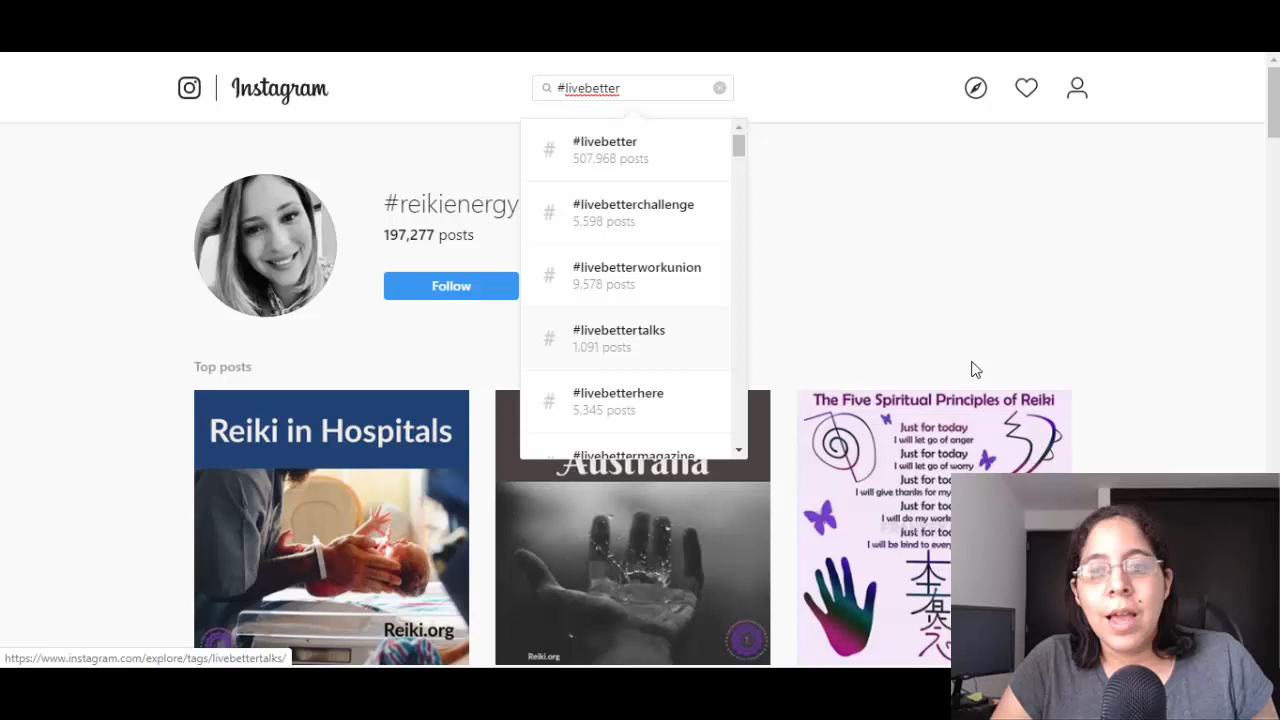 Instagram
#livebetter
#livebetter
507,968 posts
#livebetterchallenge
5,598 posts
#livebetterworkunion
9,578 posts
#livebettertalks
1,091 posts
#livebetterhere
5,345 posts
#livebettermagazine
#reikienergy
197,277 posts
Follow
Top posts
Reiki in Hospitals
Reiki.org
Australia
Reiki.org
The Five Spiritual Principles of Reiki
Just for today
I will let go of anger
Just for today
I will let go of worry
Just for
I will give thanks for my
Just for
I will do my work
Just for
I will be kind to
https://www.instagram.com/explore/tags/livebettertalks/